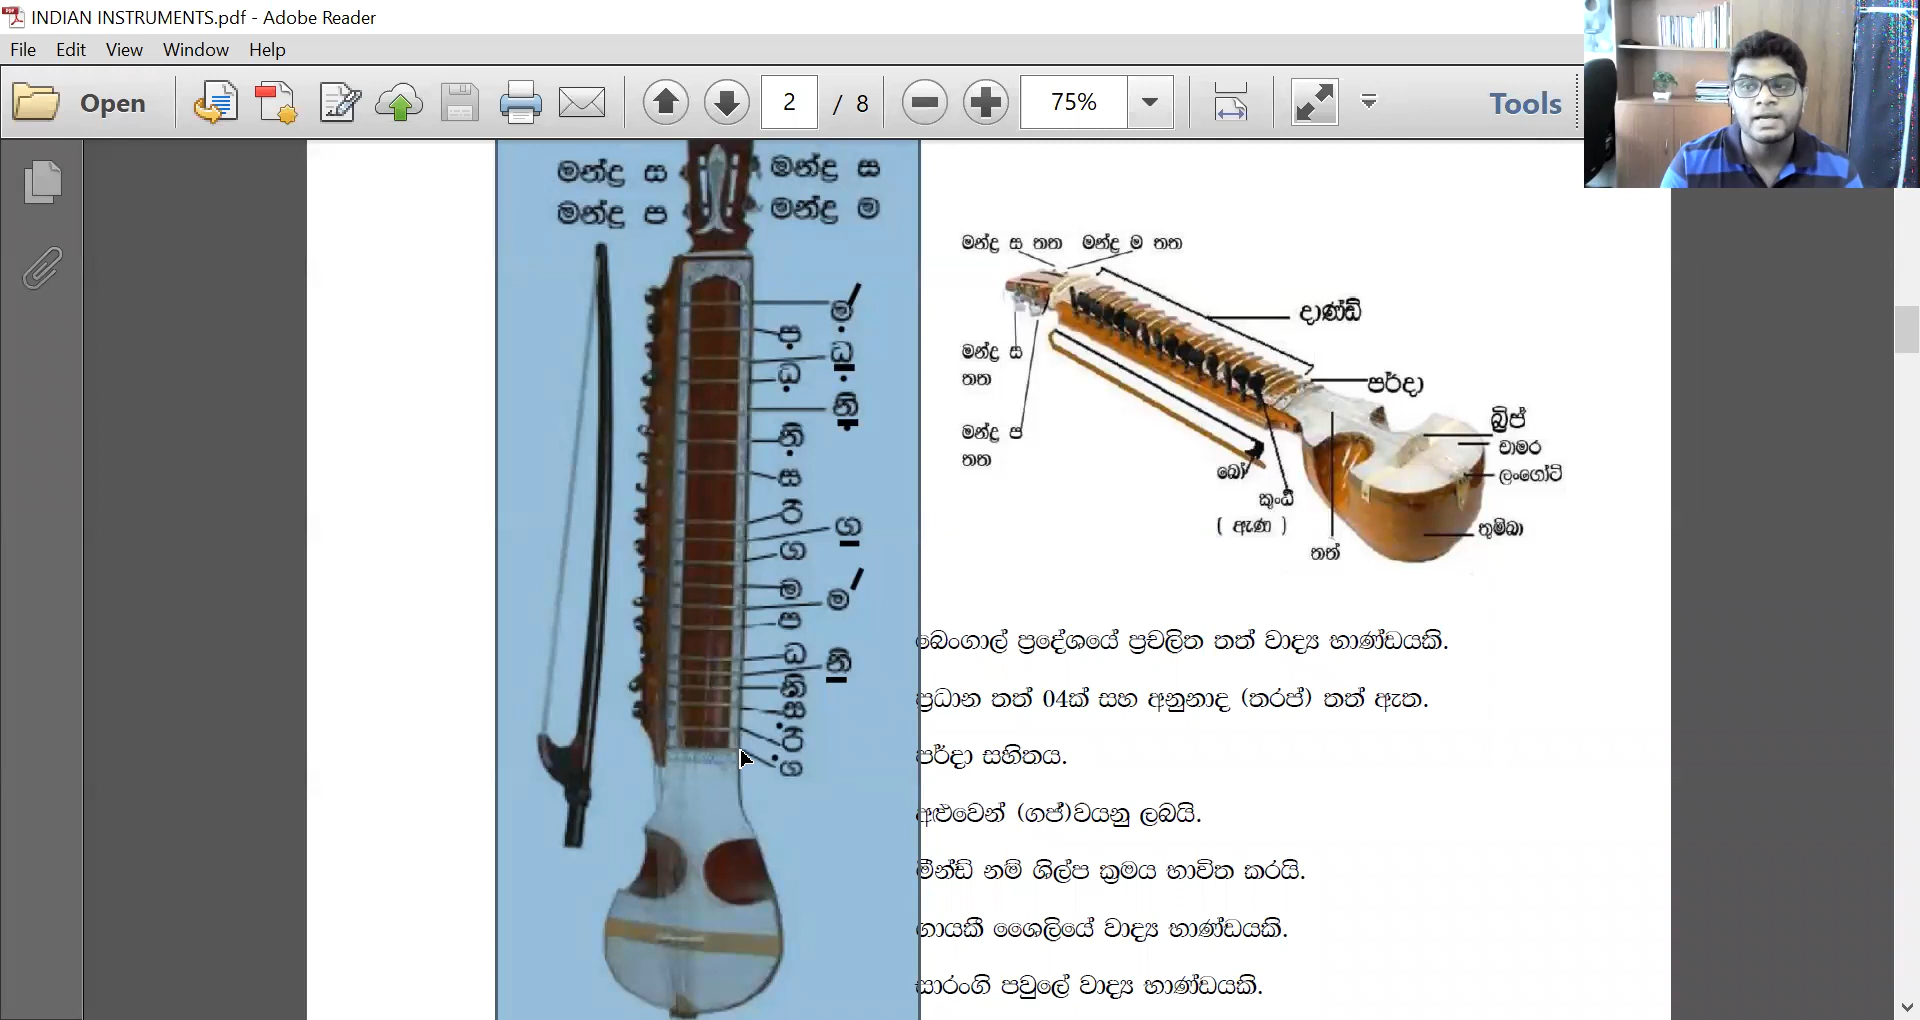 INDIAN INSTRUMENTS.pdf - Adobe Reader
File Edit View Window Help
Open 2 / 8 75% Tools
මන්ද්‍ර ස මන්ද්‍ර ස
මන්ද්‍ර ප මන්ද්‍ර ම
ම
ප
ධ
ධ
නි
නි
ස
රි
ග
ග
ම
ම
ප
ධ
නි
නි
ස
රි
ග
මන්ද්‍ර ස තත මන්ද්‍ර ම තත
දාණ්ඩි
මන්ද්‍ර ස
තත
පර්දා
බ්‍රිජ්
මන්ද්‍ර ප
තත
චාමර
ලංගෝටි
බෝ
කුංටි
( ඇණ )
තුම්බා
තත්
බෙංගාල් ප්‍රදේශයේ ප්‍රචලිත තත් වාද්‍ය භාණ්ඩයකි.
ප්‍රධාන තත් 04ක් සහ අනුනාද (තරප්) තත් ඇත.
පර්දා සහිතය.
අළුවෙන් (ගජ්)වයනු ලබයි.
මීන්ඩ් නම් ශිල්ප ක්‍රමය භාවිත කරයි.
ගායකී ශෛලියේ වාද්‍ය භාණ්ඩයකි.
සාරංගි පවුලේ වාද්‍ය භාණ්ඩයකි.